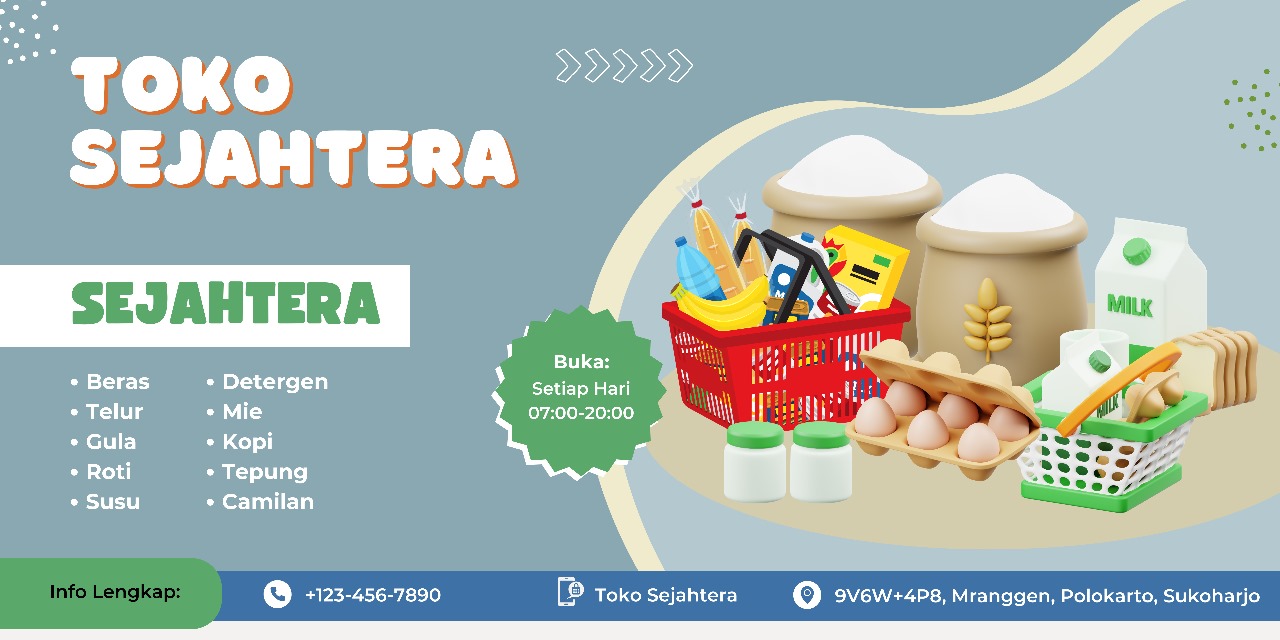 TOKO
SEJAHTERA
SEJAHTERA
• Beras
• Telur
• Gula
• Roti
• Susu
• Detergen
• Mie
• Kopi
• Tepung
• Camilan
Buka:
Setiap Hari
07:00-20:00
MILK
MILK
Info Lengkap:
+123-456-7890
Toko Sejahtera
9V6W+4P8, Mranggen, Polokarto, Sukoharjo